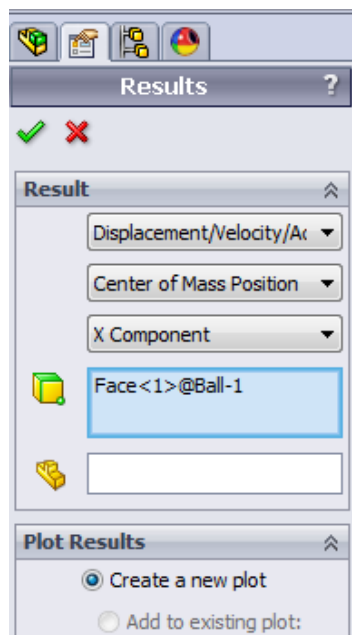 Results ?
Result
Displacement/Velocity/Ac
Center of Mass Position
X Component
Face<1>@Ball-1
Plot Results
Create a new plot
Add to existing plot: